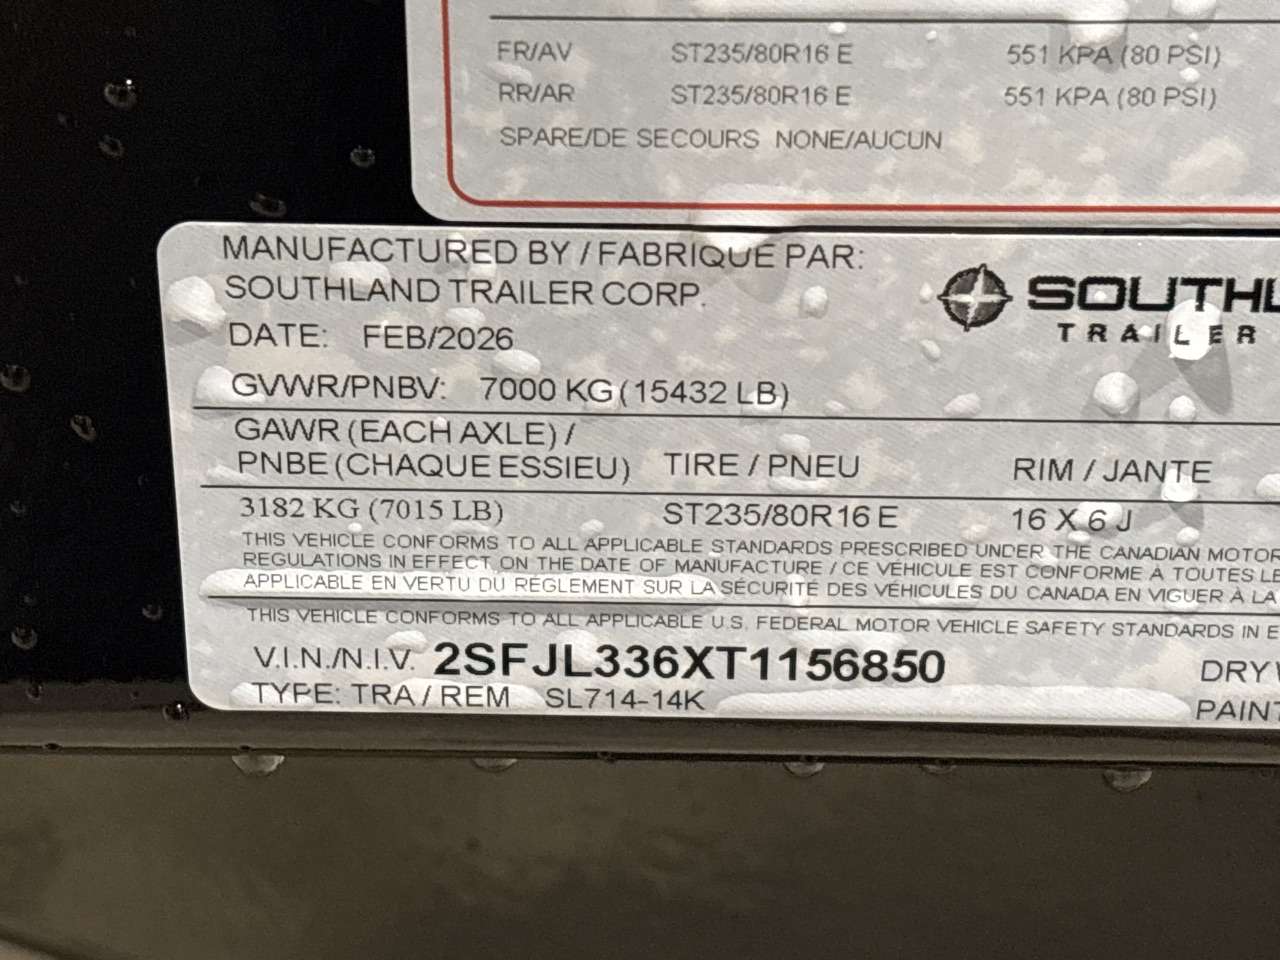 FR/AV ST235/80R16 E 551 KPA (80 PSI)
RR/AR ST235/80R16 E 551 KPA (80 PSI)
SPARE/DE SECOURS NONE/AUCUN
MANUFACTURED BY / FABRIQUE PAR:
SOUTHLAND TRAILER CORP.
SOUTHL
TRAILER
DATE: FEB/2026
GVWR/PNBV: 7000 KG (15432 LB)
GAWR (EACH AXLE) /
PNBE (CHAQUE ESSIEU) TIRE / PNEU RIM / JANTE
3182 KG (7015 LB) ST235/80R16 E 16 X 6 J
THIS VEHICLE CONFORMS TO ALL APPLICABLE STANDARDS PRESCRIBED UNDER THE CANADIAN MOTOR
REGULATIONS IN EFFECT ON THE DATE OF MANUFACTURE / CE VÉHICULE EST CONFORME À TOUTES LE
APPLICABLE EN VERTU DU RÉGLEMENT SUR LA SÉCURITÉ DES VÉHICULES DU CANADA EN VIGUER À LA
THIS VEHICLE CONFORMS TO ALL APPLICABLE U.S. FEDERAL MOTOR VEHICLE SAFETY STANDARDS IN E
V.I.N./N.I.V. 2SFJL336XT1156850 DRY
TYPE: TRA / REM SL714-14K PAINT